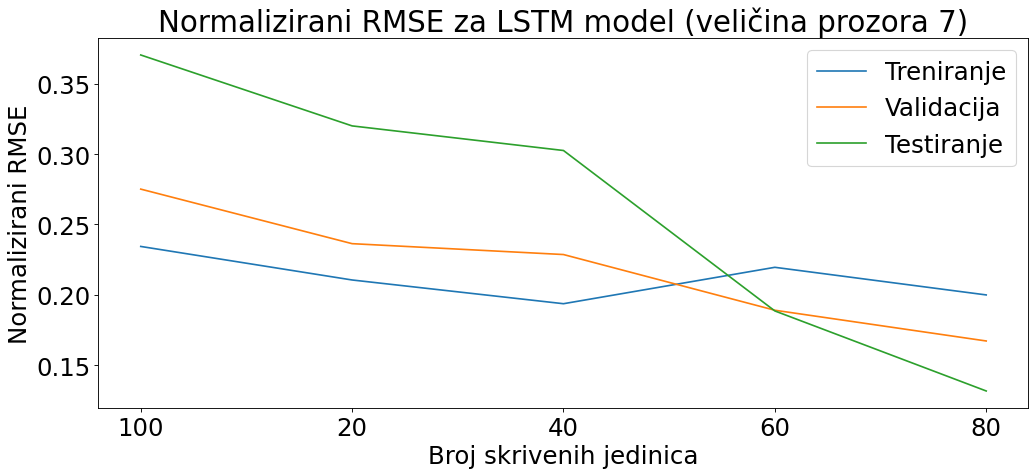 Normalizirani RMSE za LSTM model (veličina prozora 7)
Normalizirani RMSE
0.35
0.30
0.25
0.20
0.15
Treniranje
Validacija
Testiranje
100 20 40 60 80
Broj skrivenih jedinica